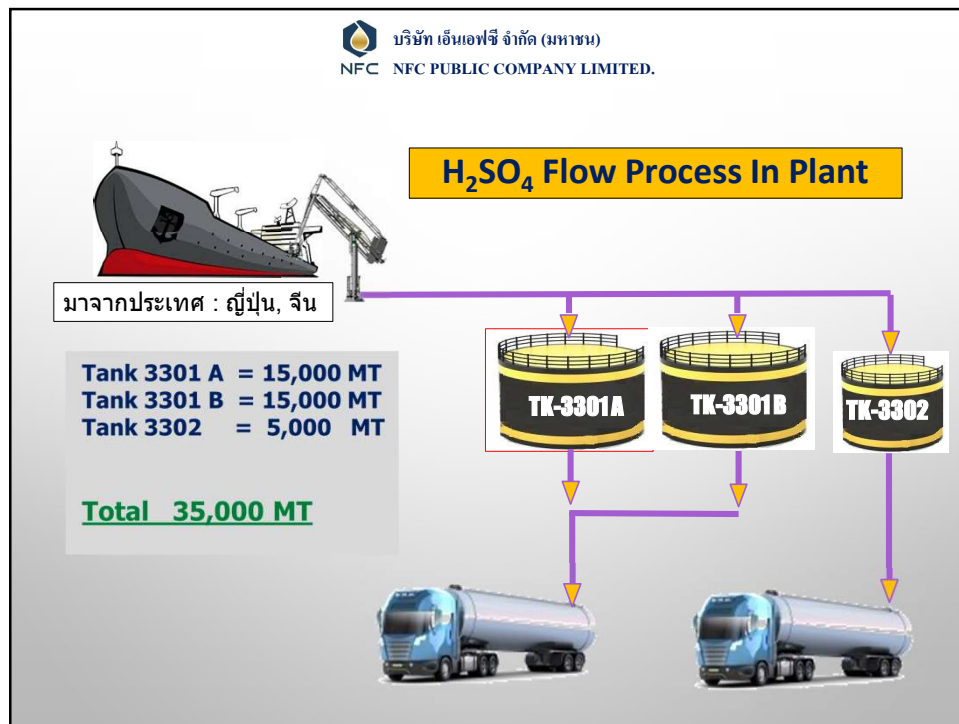 บริษัท เอ็นเอฟซี จำกัด (มหาชน)
NFC NFC PUBLIC COMPANY LIMITED.
H₂SO₄ Flow Process In Plant
มาจากประเทศ : ญี่ปุ่น, จีน
Tank 3301 A = 15,000 MT
Tank 3301 B = 15,000 MT
Tank 3302 = 5,000 MT
Total 35,000 MT
TK-3301A
TK-3301B
TK-3302